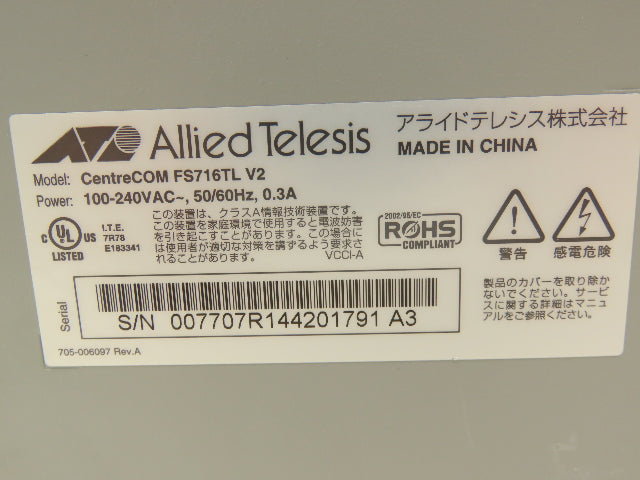 Allied Telesis
アライドテレシス株式会社
MADE IN CHINA
Model: CentreCOM FS716TL V2
Power: 100-240VAC~, 50/60Hz, 0.3A
C UL US
LISTED
I.T.E.
7R78
E183341
この装置は、クラスA情報技術装置です。
この装置を家庭環境で使用すると電波妨害
を引き起こすことがあります。この場合に
は使用者が適切な対策を講ずるよう要求さ
れることがあります。
VCCI-A
2002/95/EC
ROHS
COMPLIANT
警告
感電危険
製品のカバーを取り除か
ないでください。サービ
スに関する詳細はマニュ
アルをご参照ください。
Serial
S/N 007707R144201791 A3
705-006097 Rev.A